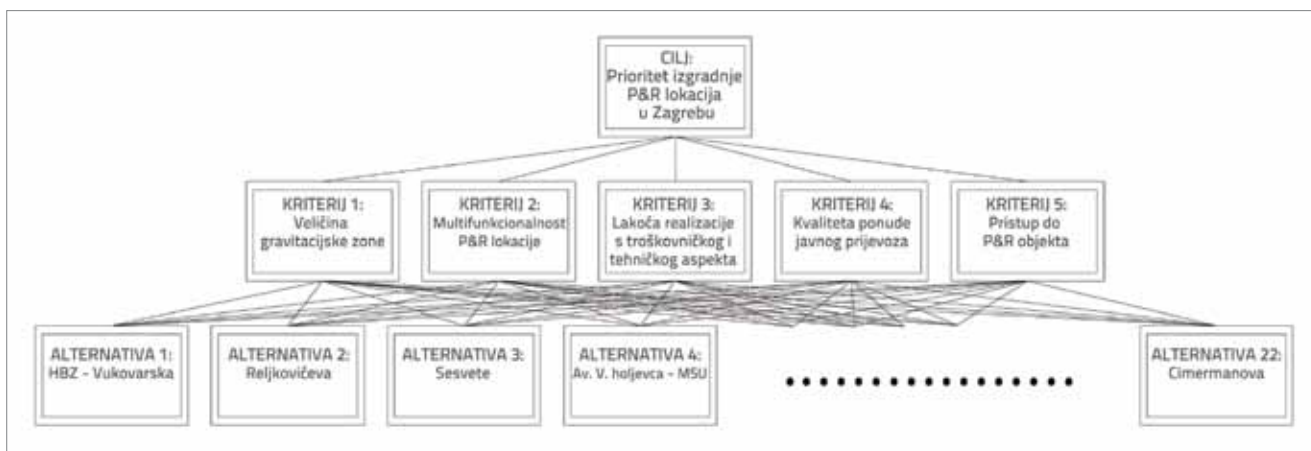 CILJ:
Prioritet izgradnje
P&R lokacija
u Zagrebu
KRITERIJ 1:
Veličina
gravitacijske zone
KRITERIJ 2:
Multifunkcionalnost
P&R lokacije
KRITERIJ 3:
Lakoća realizacije
s troškovničkog i
tehničkog aspekta
KRITERIJ 4:
Kvaliteta ponude
javnog prijevoza
KRITERIJ 5:
Pristup do
P&R objekta
ALTERNATIVA 1:
HBZ - Vukovarska
ALTERNATIVA 2:
Reljkovićeva
ALTERNATIVA 3:
Sesvete
ALTERNATIVA 4:
Av. V. holjevca - MSU
ALTERNATIVA 22:
Cimermanova